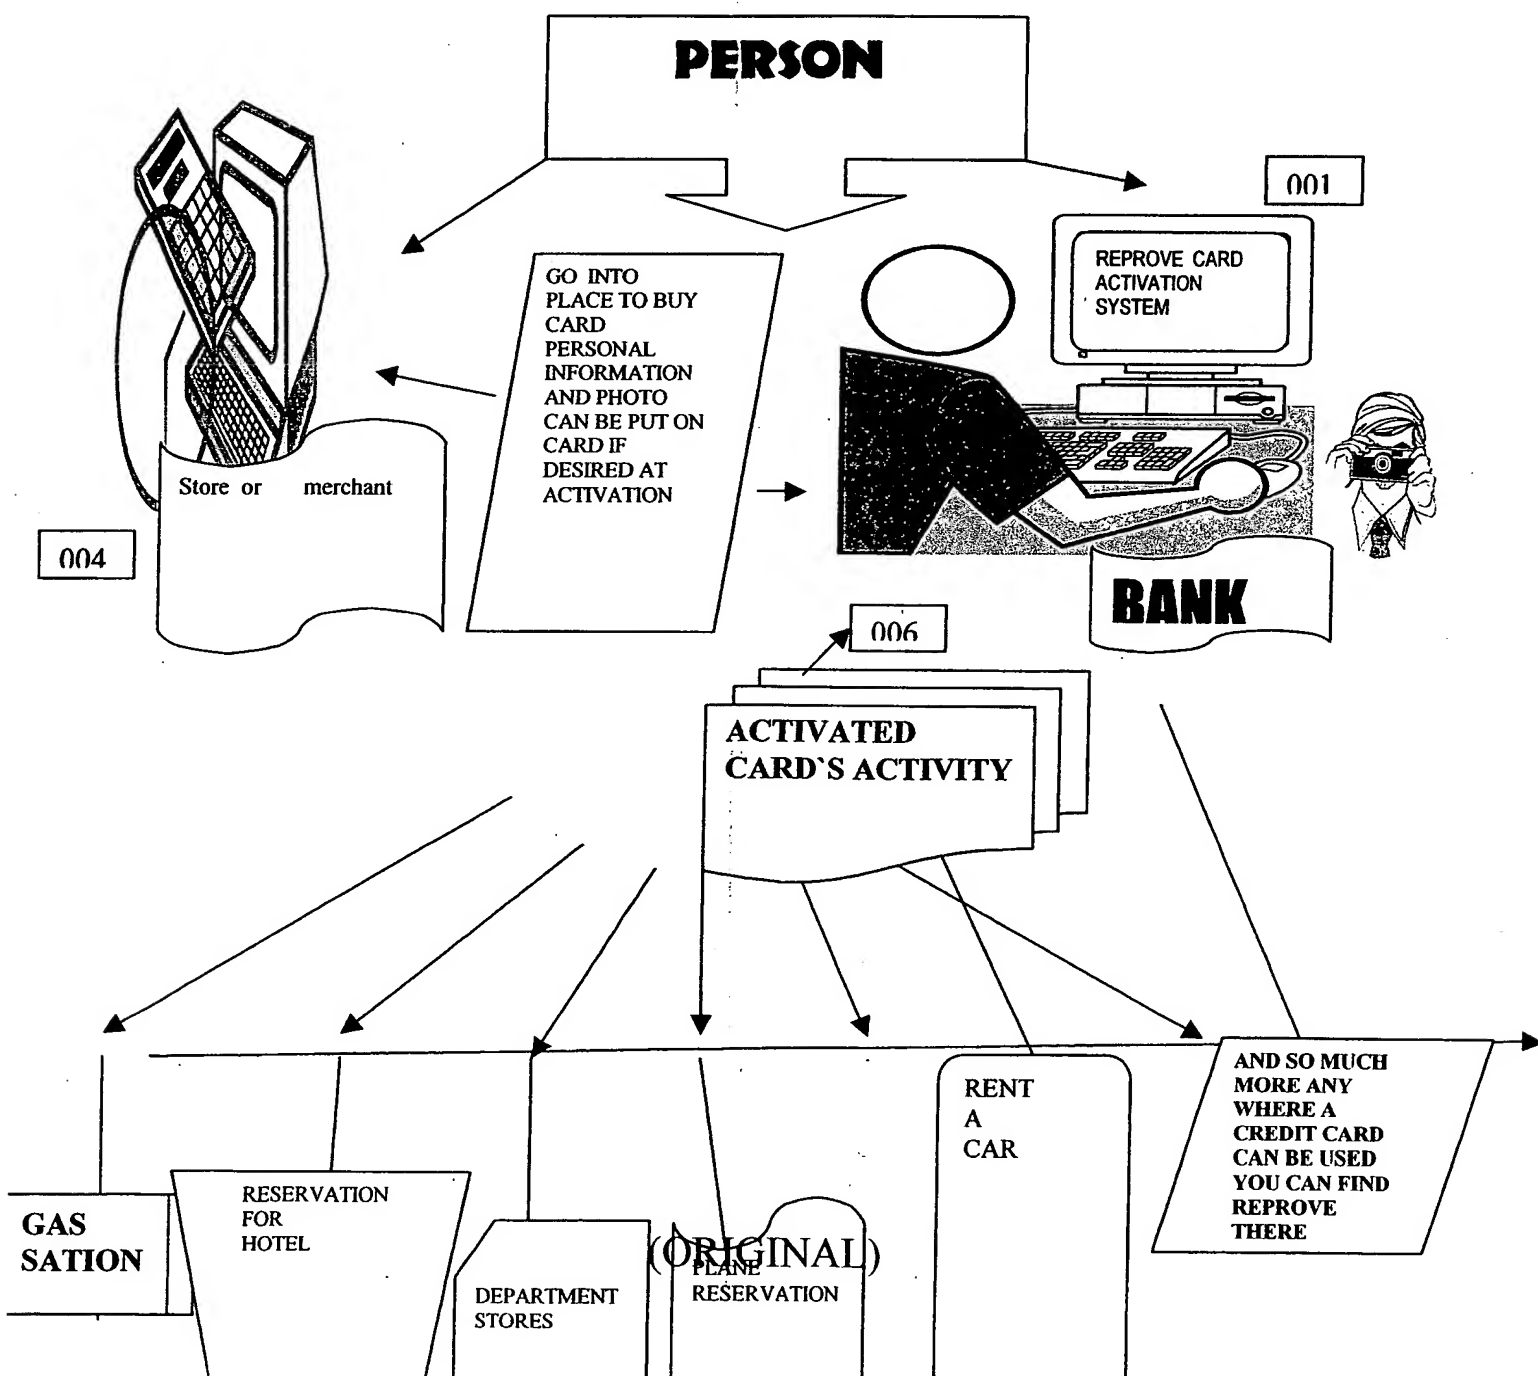 PERSON
001
REPROVE CARD
ACTIVATION
SYSTEM
GO INTO
PLACE TO BUY
CARD
PERSONAL
INFORMATION
AND PHOTO
CAN BE PUT ON
CARD IF
DESIRED AT
ACTIVATION
Store or merchant
004
BANK
006
ACTIVATED
CARD`S ACTIVITY
GAS
SATION
RESERVATION
FOR
HOTEL
DEPARTMENT
STORES
(ORIGINAL)
PLANE
RESERVATION
RENT
A
CAR
AND SO MUCH
MORE ANY
WHERE A
CREDIT CARD
CAN BE USED
YOU CAN FIND
REPROVE
THERE